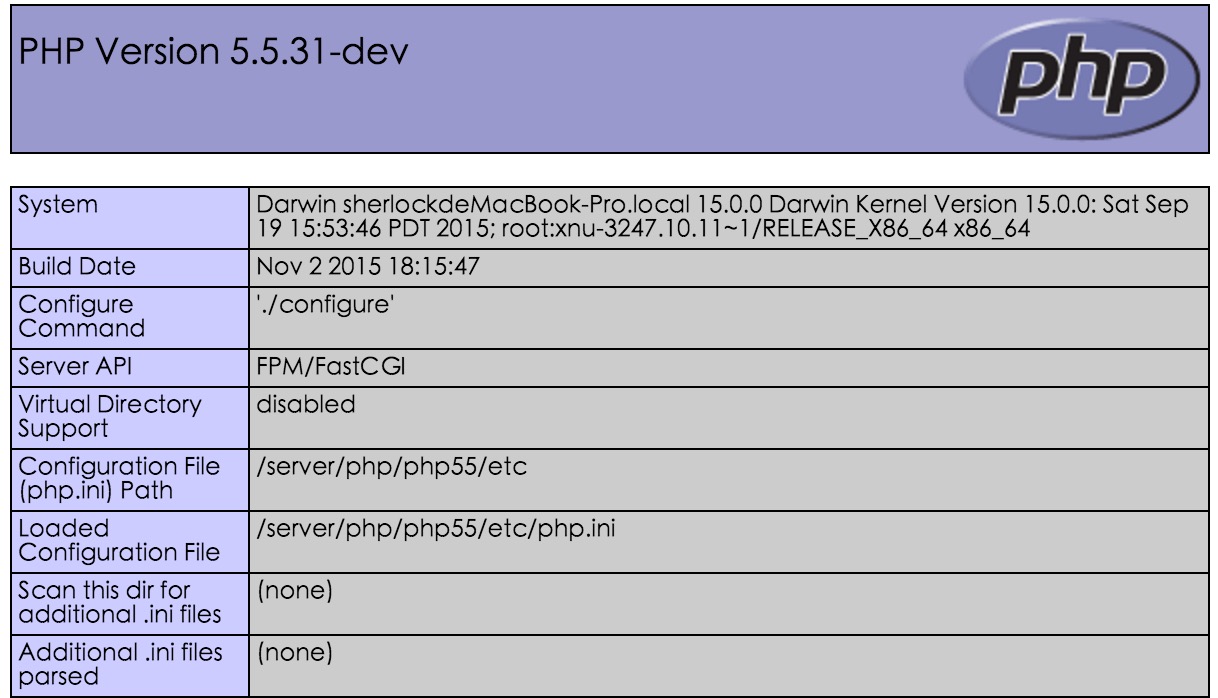 PHP Version 5.5.31-dev
php
System
Darwin sherlockdeMacBook-Pro.local 15.0.0 Darwin Kernel Version 15.0.0: Sat Sep
19 15:53:46 PDT 2015; root:xnu-3247.10.11~1/RELEASE_X86_64 x86_64
Build Date
Nov 2 2015 18:15:47
Configure
Command
'./configure'
Server API
FPM/FastCGI
Virtual Directory
Support
disabled
Configuration File
(php.ini) Path
/server/php/php55/etc
Loaded
Configuration File
/server/php/php55/etc/php.ini
Scan this dir for
additional .ini files
(none)
Additional .ini files
parsed
(none)